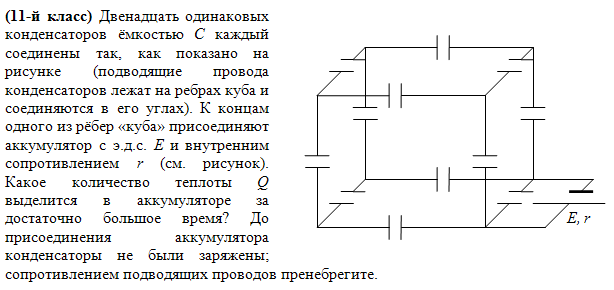 (11-й класс) Двенадцать одинаковых
конденсаторов ёмкостью C каждый
соединены так, как показано на
рисунке (подводящие провода
конденсаторов лежат на ребрах куба и
соединяются в его углах). К концам
одного из рёбер «куба» присоединяют
аккумулятор с э.д.с. E и внутренним
сопротивлением r (см. рисунок).
Какое количество теплоты Q
выделится в аккумуляторе за
достаточно большое время? До
присоединения аккумулятора
конденсаторы не были заряжены;
сопротивлением подводящих проводов пренебрегите.
E, r